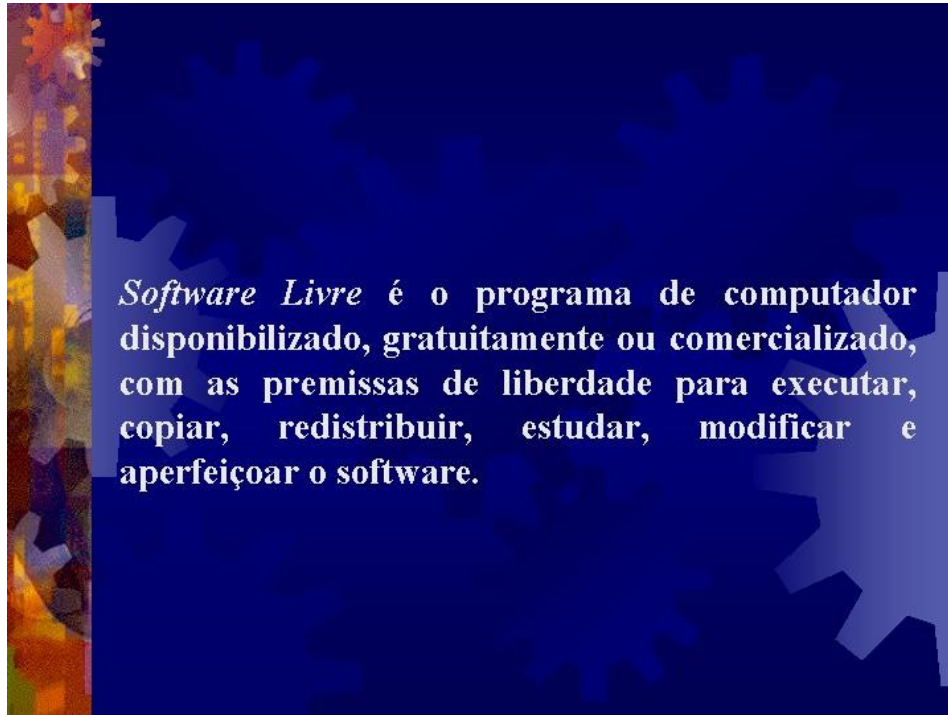 Software Livre é o programa de computador
disponibilizado, gratuitamente ou comercializado,
com as premissas de liberdade para executar,
copiar, redistribuir, estudar, modificar e
aperfeiçoar o software.